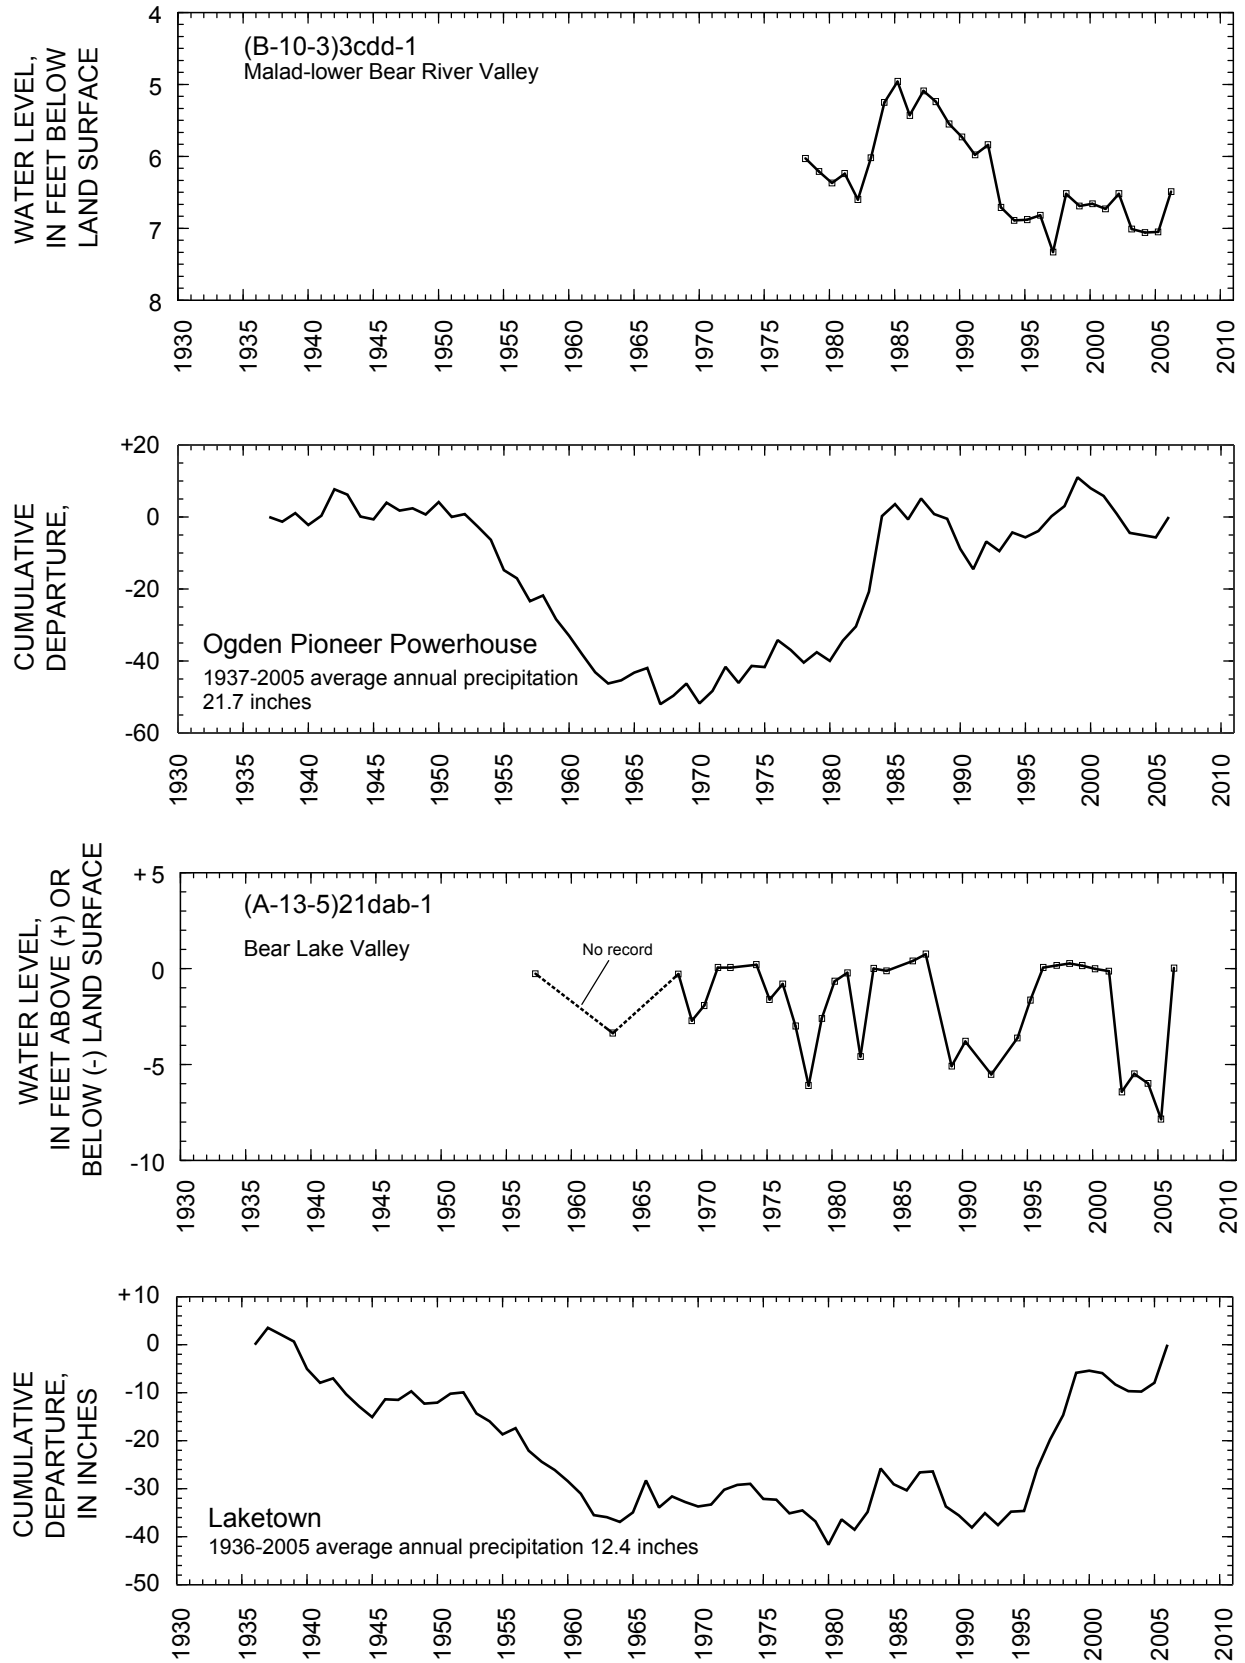 WATER LEVEL,
IN FEET BELOW
LAND SURFACE
4
5
6
7
8
(B-10-3)3cdd-1
Malad-lower Bear River Valley
1930 1935 1940 1945 1950 1955 1960 1965 1970 1975 1980 1985 1990 1995 2000 2005 2010
CUMULATIVE
DEPARTURE,
+20
0
-20
-40
-60
Ogden Pioneer Powerhouse
1937-2005 average annual precipitation
21.7 inches
1930 1935 1940 1945 1950 1955 1960 1965 1970 1975 1980 1985 1990 1995 2000 2005 2010
WATER LEVEL,
IN FEET ABOVE (+) OR
BELOW (-) LAND SURFACE
+5
0
-5
-10
(A-13-5)21dab-1
Bear Lake Valley
No record
1930 1935 1940 1945 1950 1955 1960 1965 1970 1975 1980 1985 1990 1995 2000 2005 2010
CUMULATIVE
DEPARTURE,
IN INCHES
+10
0
-10
-20
-30
-40
-50
Laketown
1936-2005 average annual precipitation 12.4 inches
1930 1935 1940 1945 1950 1955 1960 1965 1970 1975 1980 1985 1990 1995 2000 2005 2010